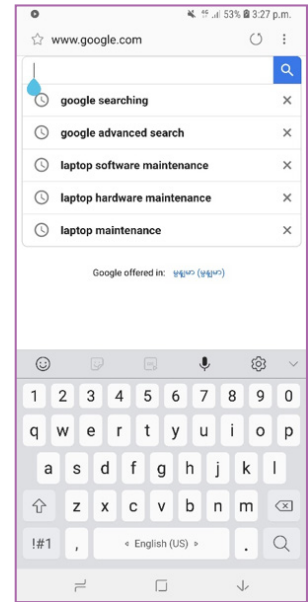 53% 3:27 p.m.
www.google.com
google searching
google advanced search
laptop software maintenance
laptop hardware maintenance
laptop maintenance
Google offered in:
1 2 3 4 5 6 7 8 9 0
q w e r t y u i o p
a s d f g h j k l
z x c v b n m
!#1 , English (US) .